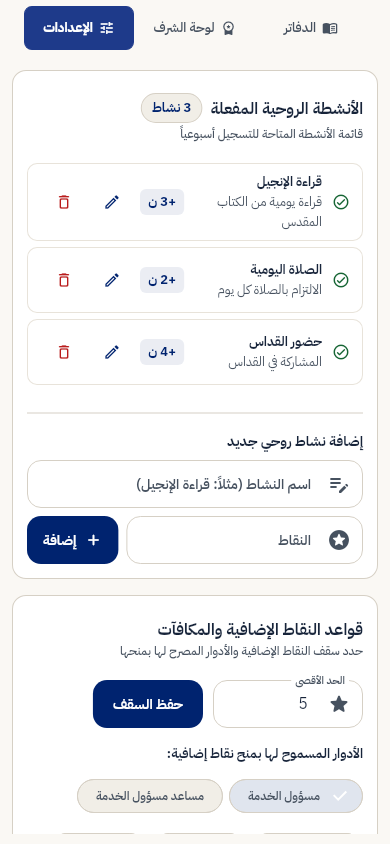 الدفاتر
لوحة الشرف
الإعدادات
الأنشطة الروحية المفعلة
3 نشاط
قائمة الأنشطة المتاحة للتسجيل أسبوعياً
قراءة الإنجيل
قراءة يومية من الكتاب
المقدس
+3 ن
الصلاة اليومية
الالتزام بالصلاة كل يوم
+2 ن
حضور القداس
المشاركة في القداس
+4 ن
إضافة نشاط روحي جديد
اسم النشاط (مثلاً: قراءة الإنجيل)
النقاط
إضافة
قواعد النقاط الإضافية والمكافآت
حدد سقف النقاط الإضافية والأدوار المصرح لها بمنحها
الحد الأقصى
5
حفظ السقف
الأدوار المسموح لها بمنح نقاط إضافية:
مسؤول الخدمة
مساعد مسؤول الخدمة